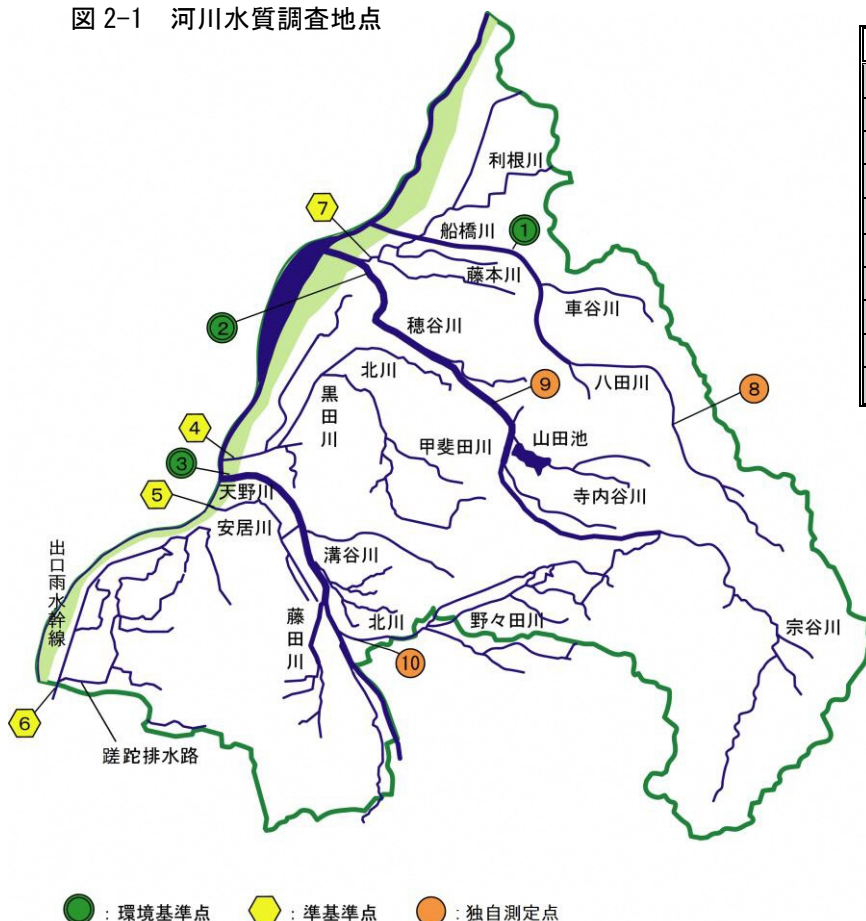 図 2-1 河川水質調査地点
利根川
7
船橋川
1
藤本川
車谷川
2
穂谷川
北川
9
八田川
8
黒田川
4
甲斐田川
山田池
3
天野川
寺内谷川
5
安居川
溝谷川
出口雨水幹線
藤田川
北川
野々田川
宗谷川
10
6
蹉跎排水路
：環境基準点 ：準基準点 ：独自測定点